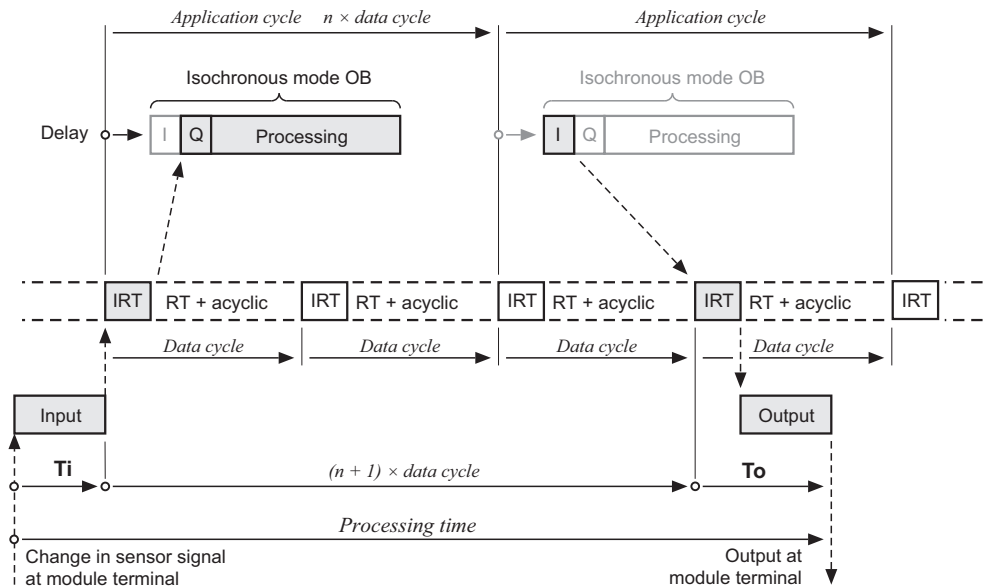 Application cycle n × data cycle
Application cycle
Isochronous mode OB
Isochronous mode OB
Delay
I
Q
Processing
I
Q
Processing
IRT
RT + acyclic
IRT
RT + acyclic
IRT
RT + acyclic
IRT
RT + acyclic
IRT
Data cycle
Data cycle
Data cycle
Data cycle
Input
Output
Ti
(n + 1) × data cycle
To
Processing time
Change in sensor signal
at module terminal
Output at
module terminal